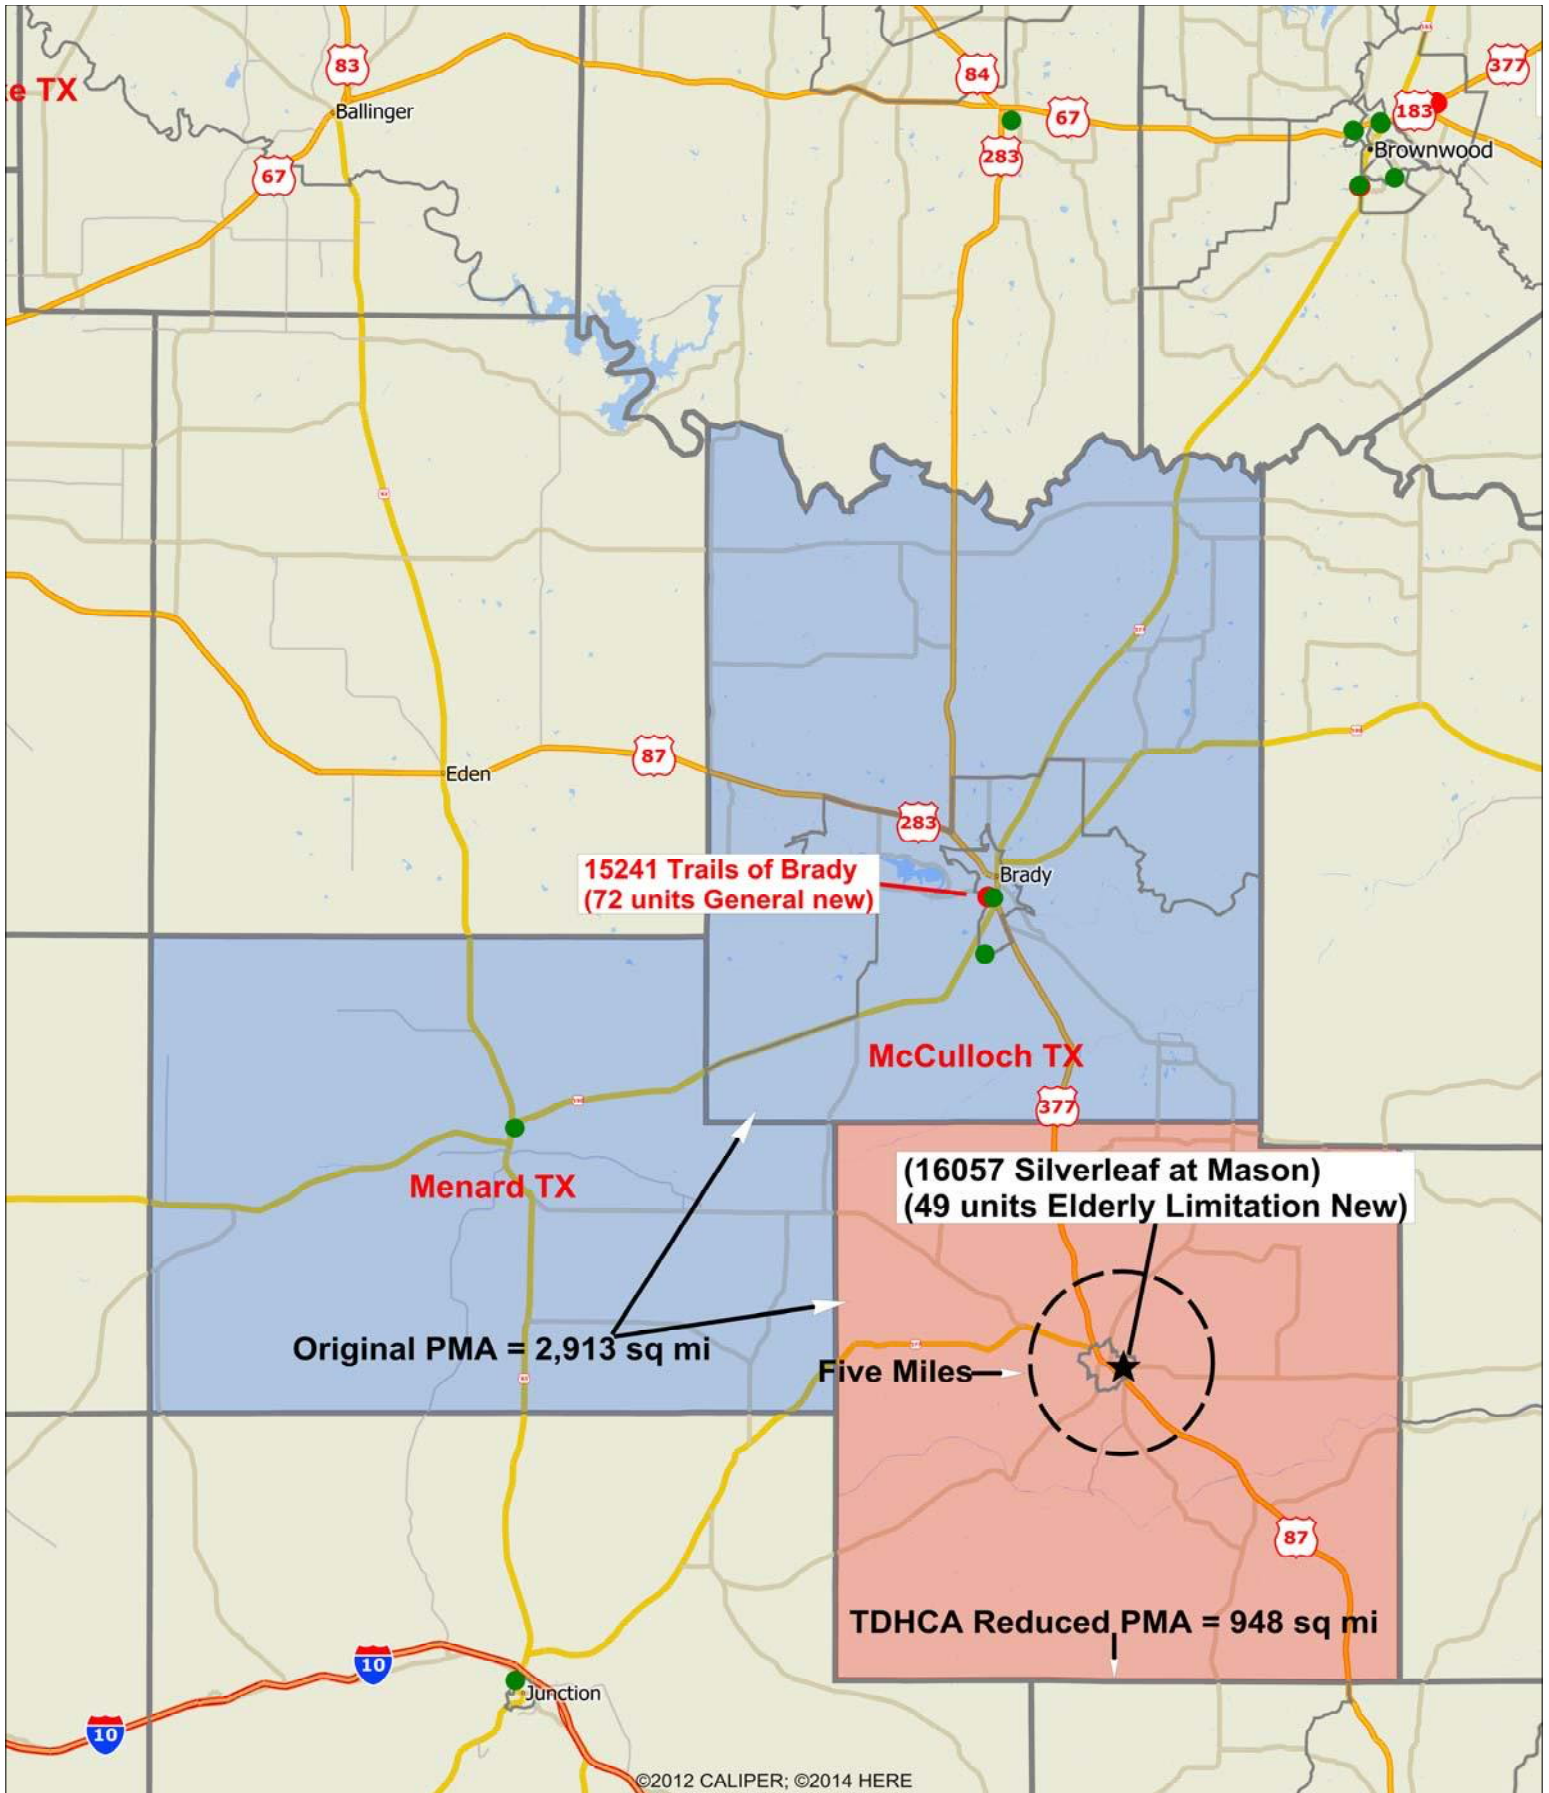 83
84
377
e TX
Ballinger
67
183
67
283
Brownwood
Eden
87
283
15241 Trails of Brady
(72 units General new)
Brady
McCulloch TX
377
Menard TX
(16057 Silverleaf at Mason)
(49 units Elderly Limitation New)
Original PMA = 2,913 sq mi
Five Miles
87
TDHCA Reduced PMA = 948 sq mi
10
Junction
10
©2012 CALIPER; ©2014 HERE